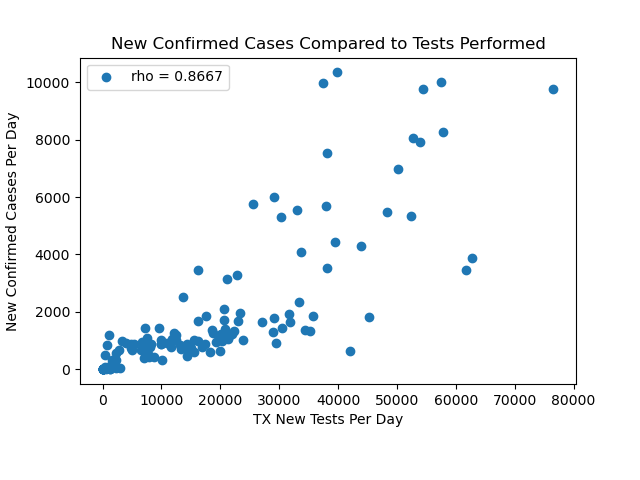 New Confirmed Cases Compared to Tests Performed
rho = 0.8667
New Confirmed Caeses Per Day
10000
8000
6000
4000
2000
0
0 10000 20000 30000 40000 50000 60000 70000 80000
TX New Tests Per Day